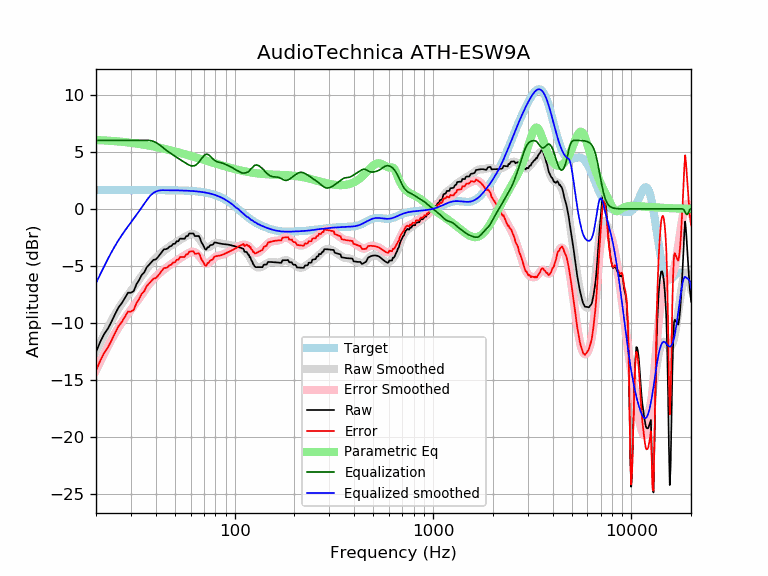 AudioTechnica ATH-ESW9A
Amplitude (dBr)
10
5
0
−5
−10
−15
−20
−25
Target
Raw Smoothed
Error Smoothed
Raw
Error
Parametric Eq
Equalization
Equalized smoothed
100
1000
10000
Frequency (Hz)